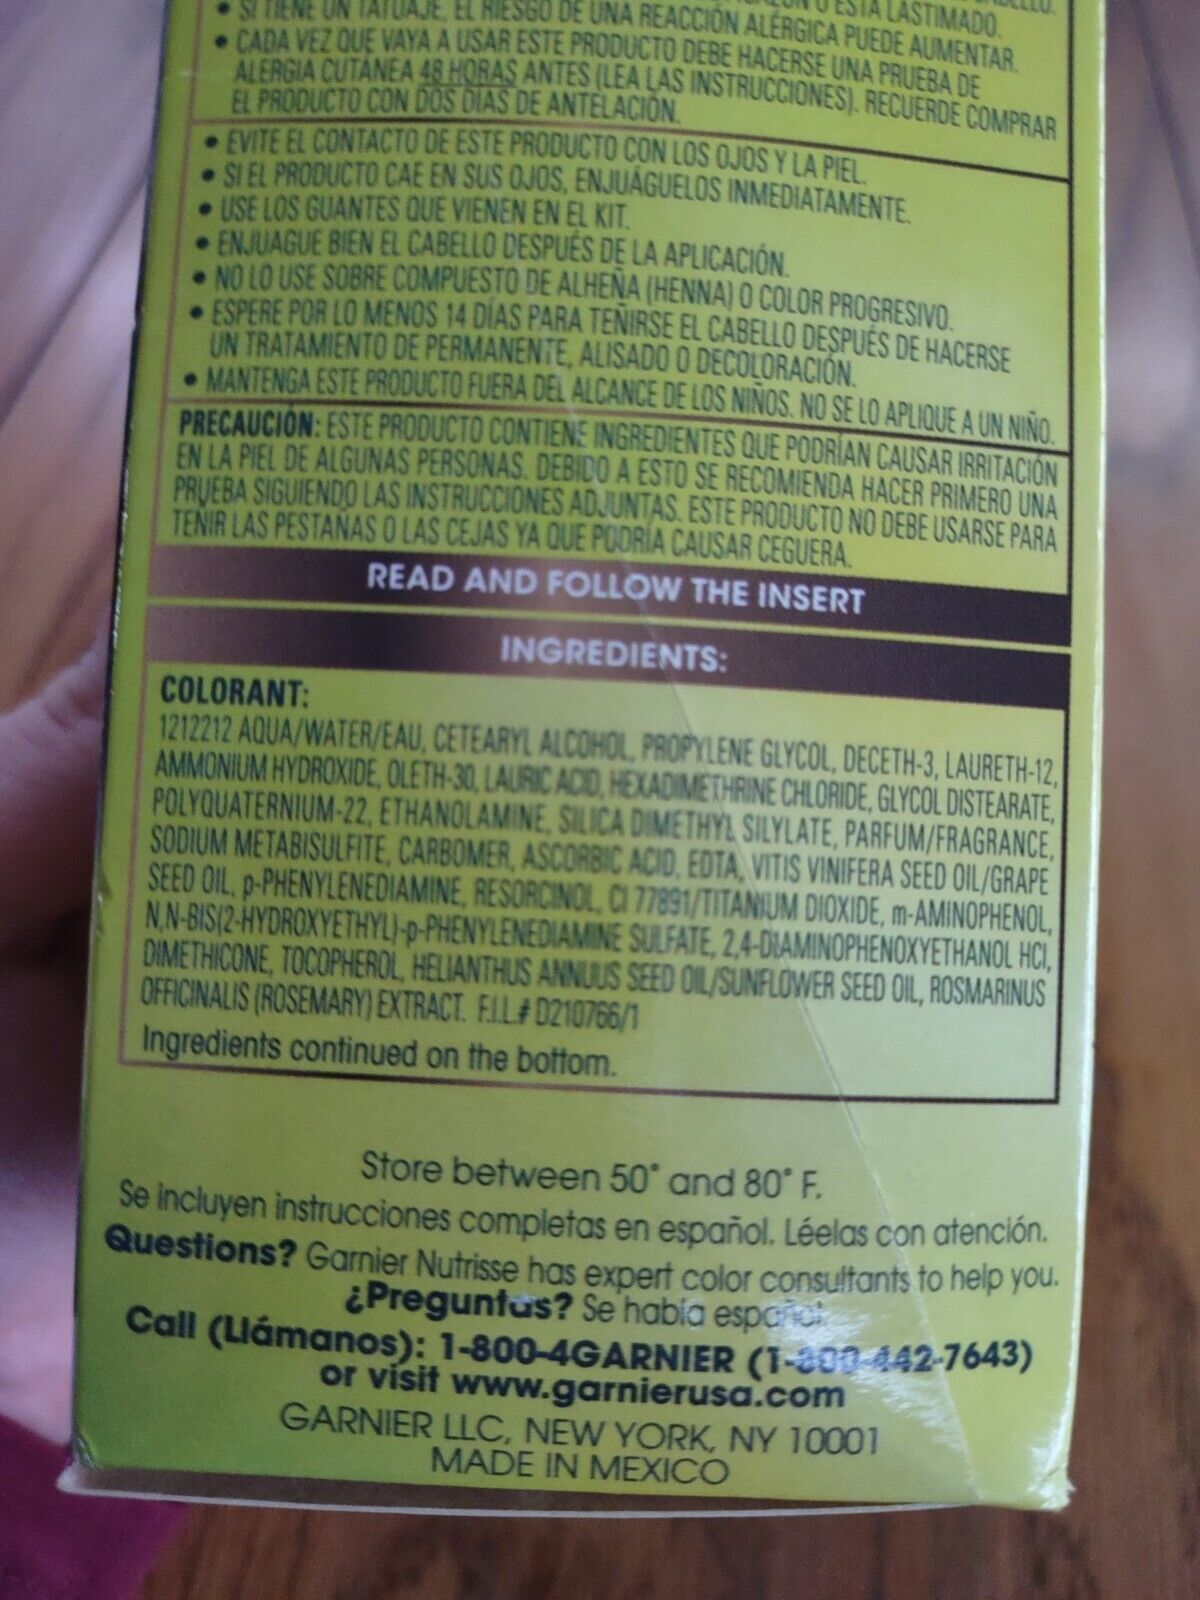 ESTÁ LASTIMADO.
• SI TIENE UN TATUAJE, EL RIESGO DE UNA REACCIÓN ALÉRGICA PUEDE AUMENTAR.
• CADA VEZ QUE VAYA A USAR ESTE PRODUCTO DEBE HACERSE UNA PRUEBA DE
ALERGIA CUTÁNEA 48 HORAS ANTES (LEA LAS INSTRUCCIONES). RECUERDE COMPRAR
EL PRODUCTO CON DOS DÍAS DE ANTELACIÓN.
• EVITE EL CONTACTO DE ESTE PRODUCTO CON LOS OJOS Y LA PIEL.
• SI EL PRODUCTO CAE EN SUS OJOS, ENJUÁGUELOS INMEDIATAMENTE.
• USE LOS GUANTES QUE VIENEN EN EL KIT.
• ENJUAGUE BIEN EL CABELLO DESPUÉS DE LA APLICACIÓN.
• NO LO USE SOBRE COMPUESTO DE ALHEÑA (HENNA) O COLOR PROGRESIVO.
• ESPERE POR LO MENOS 14 DÍAS PARA TEÑIRSE EL CABELLO DESPUÉS DE HACERSE
UN TRATAMIENTO DE PERMANENTE, ALISADO O DECOLORACIÓN.
• MANTENGA ESTE PRODUCTO FUERA DEL ALCANCE DE LOS NIÑOS. NO SE LO APLIQUE A UN NIÑO.
PRECAUCIÓN: ESTE PRODUCTO CONTIENE INGREDIENTES QUE PODRÍAN CAUSAR IRRITACIÓN
EN LA PIEL DE ALGUNAS PERSONAS. DEBIDO A ESTO SE RECOMIENDA HACER PRIMERO UNA
PRUEBA SIGUIENDO LAS INSTRUCCIONES ADJUNTAS. ESTE PRODUCTO NO DEBE USARSE PARA
TEÑIR LAS PESTAÑAS O LAS CEJAS YA QUE PODRÍA CAUSAR CEGUERA.
READ AND FOLLOW THE INSERT
INGREDIENTS:
COLORANT:
1212212 AQUA/WATER/EAU, CETEARYL ALCOHOL, PROPYLENE GLYCOL, DECETH-3, LAURETH-12,
AMMONIUM HYDROXIDE, OLETH-30, LAURIC ACID, HEXADIMETHRINE CHLORIDE, GLYCOL DISTEARATE,
POLYQUATERNIUM-22, ETHANOLAMINE, SILICA DIMETHYL SILYLATE, PARFUM/FRAGRANCE,
SODIUM METABISULFITE, CARBOMER, ASCORBIC ACID, EDTA, VITIS VINIFERA SEED OIL/GRAPE
SEED OIL, p-PHENYLENEDIAMINE, RESORCINOL, CI 77891/TITANIUM DIOXIDE, m-AMINOPHENOL,
N,N-BIS(2-HYDROXYETHYL)-p-PHENYLENEDIAMINE SULFATE, 2,4-DIAMINOPHENOXYETHANOL HCl,
DIMETHICONE, TOCOPHEROL, HELIANTHUS ANNUUS SEED OIL/SUNFLOWER SEED OIL, ROSMARINUS
OFFICINALIS (ROSEMARY) EXTRACT. F.I.L.# D210766/1
Ingredients continued on the bottom.
Store between 50° and 80° F.
Se incluyen instrucciones completas en español. Léelas con atención.
Questions? Garnier Nutrisse has expert color consultants to help you.
¿Preguntas? Se habla español.
Call (Llámanos): 1-800-4GARNIER (1-800-442-7643)
or visit www.garnierusa.com
GARNIER LLC, NEW YORK, NY 10001
MADE IN MEXICO